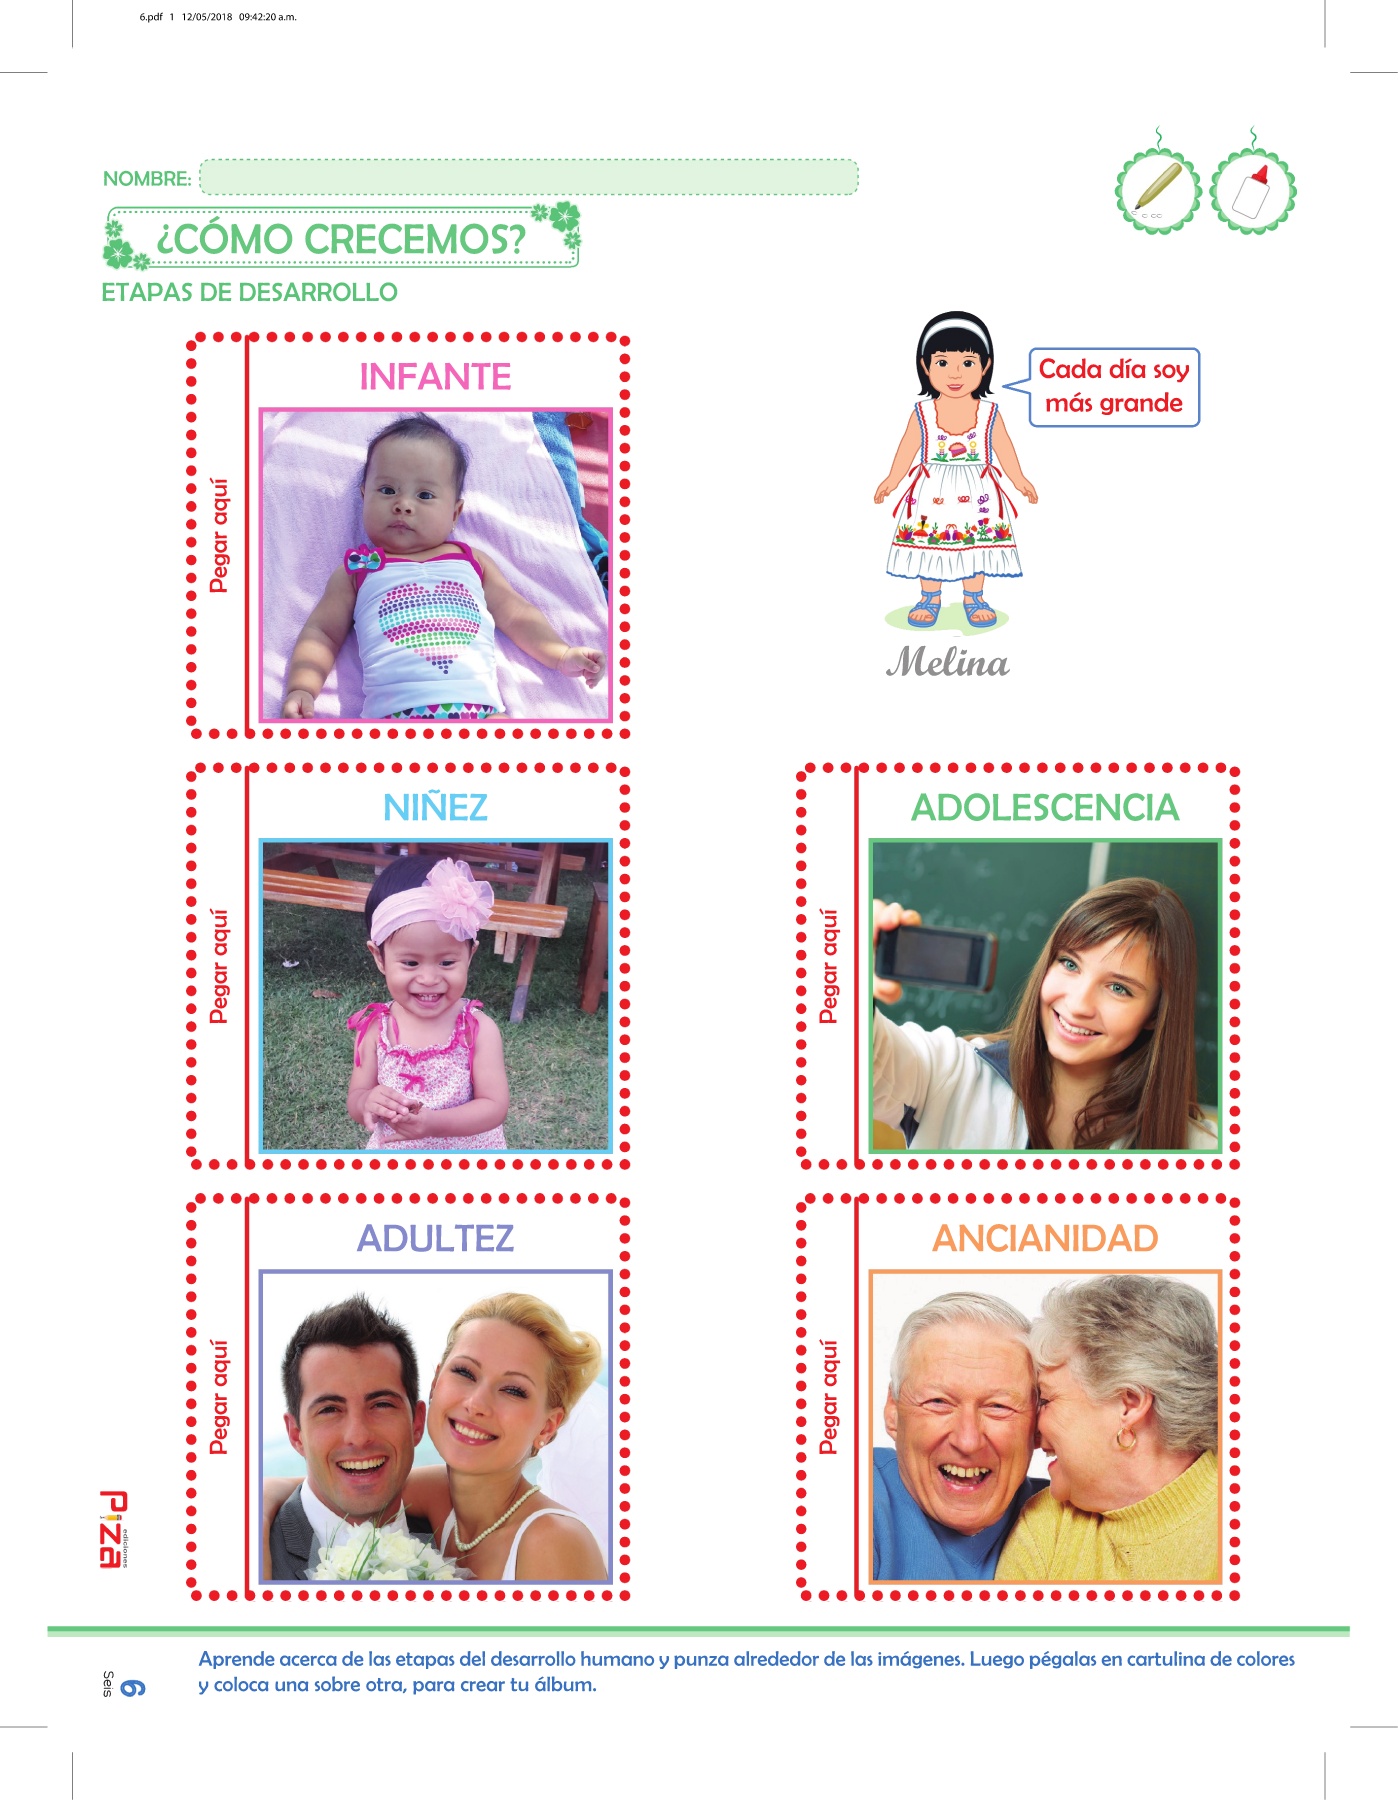 6.pdf 1 12/05/2018 09:42:20 a.m.
NOMBRE:
¿CÓMO CRECEMOS?
ETAPAS DE DESARROLLO
Pegar aquí
INFANTE
Cada día soy
más grande
Melina
Pegar aquí
NIÑEZ
Pegar aquí
ADOLESCENCIA
Pegar aquí
ADULTEZ
Pegar aquí
ANCIANIDAD
Piza
ediciones
6
Seis
Aprende acerca de las etapas del desarrollo humano y punza alrededor de las imágenes. Luego pégalas en cartulina de colores
y coloca una sobre otra, para crear tu álbum.